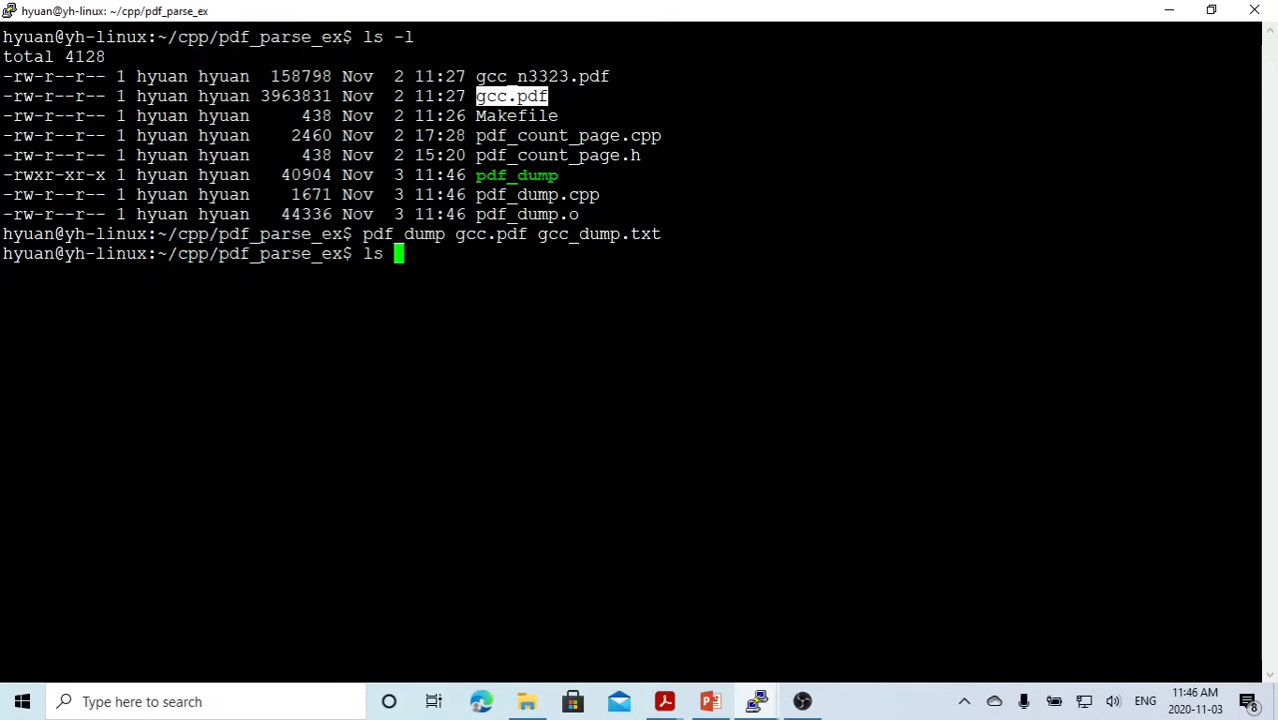 hyuan@yh-linux: ~/cpp/pdf_parse_ex
hyuan@yh-linux:~/cpp/pdf_parse_ex$ ls -l
total 4128
-rw-r--r-- 1 hyuan hyuan  158798 Nov  2 11:27 gcc_n3323.pdf
-rw-r--r-- 1 hyuan hyuan 3963831 Nov  2 11:27 gcc.pdf
-rw-r--r-- 1 hyuan hyuan     438 Nov  2 11:26 Makefile
-rw-r--r-- 1 hyuan hyuan    2460 Nov  2 17:28 pdf_count_page.cpp
-rw-r--r-- 1 hyuan hyuan     438 Nov  2 15:20 pdf_count_page.h
-rwxr-xr-x 1 hyuan hyuan   40904 Nov  3 11:46 pdf_dump
-rw-r--r-- 1 hyuan hyuan    1671 Nov  3 11:46 pdf_dump.cpp
-rw-r--r-- 1 hyuan hyuan   44336 Nov  3 11:46 pdf_dump.o
hyuan@yh-linux:~/cpp/pdf_parse_ex$ pdf_dump gcc.pdf gcc_dump.txt
hyuan@yh-linux:~/cpp/pdf_parse_ex$ ls
Type here to search
ENG
11:46 AM
2020-11-03
8